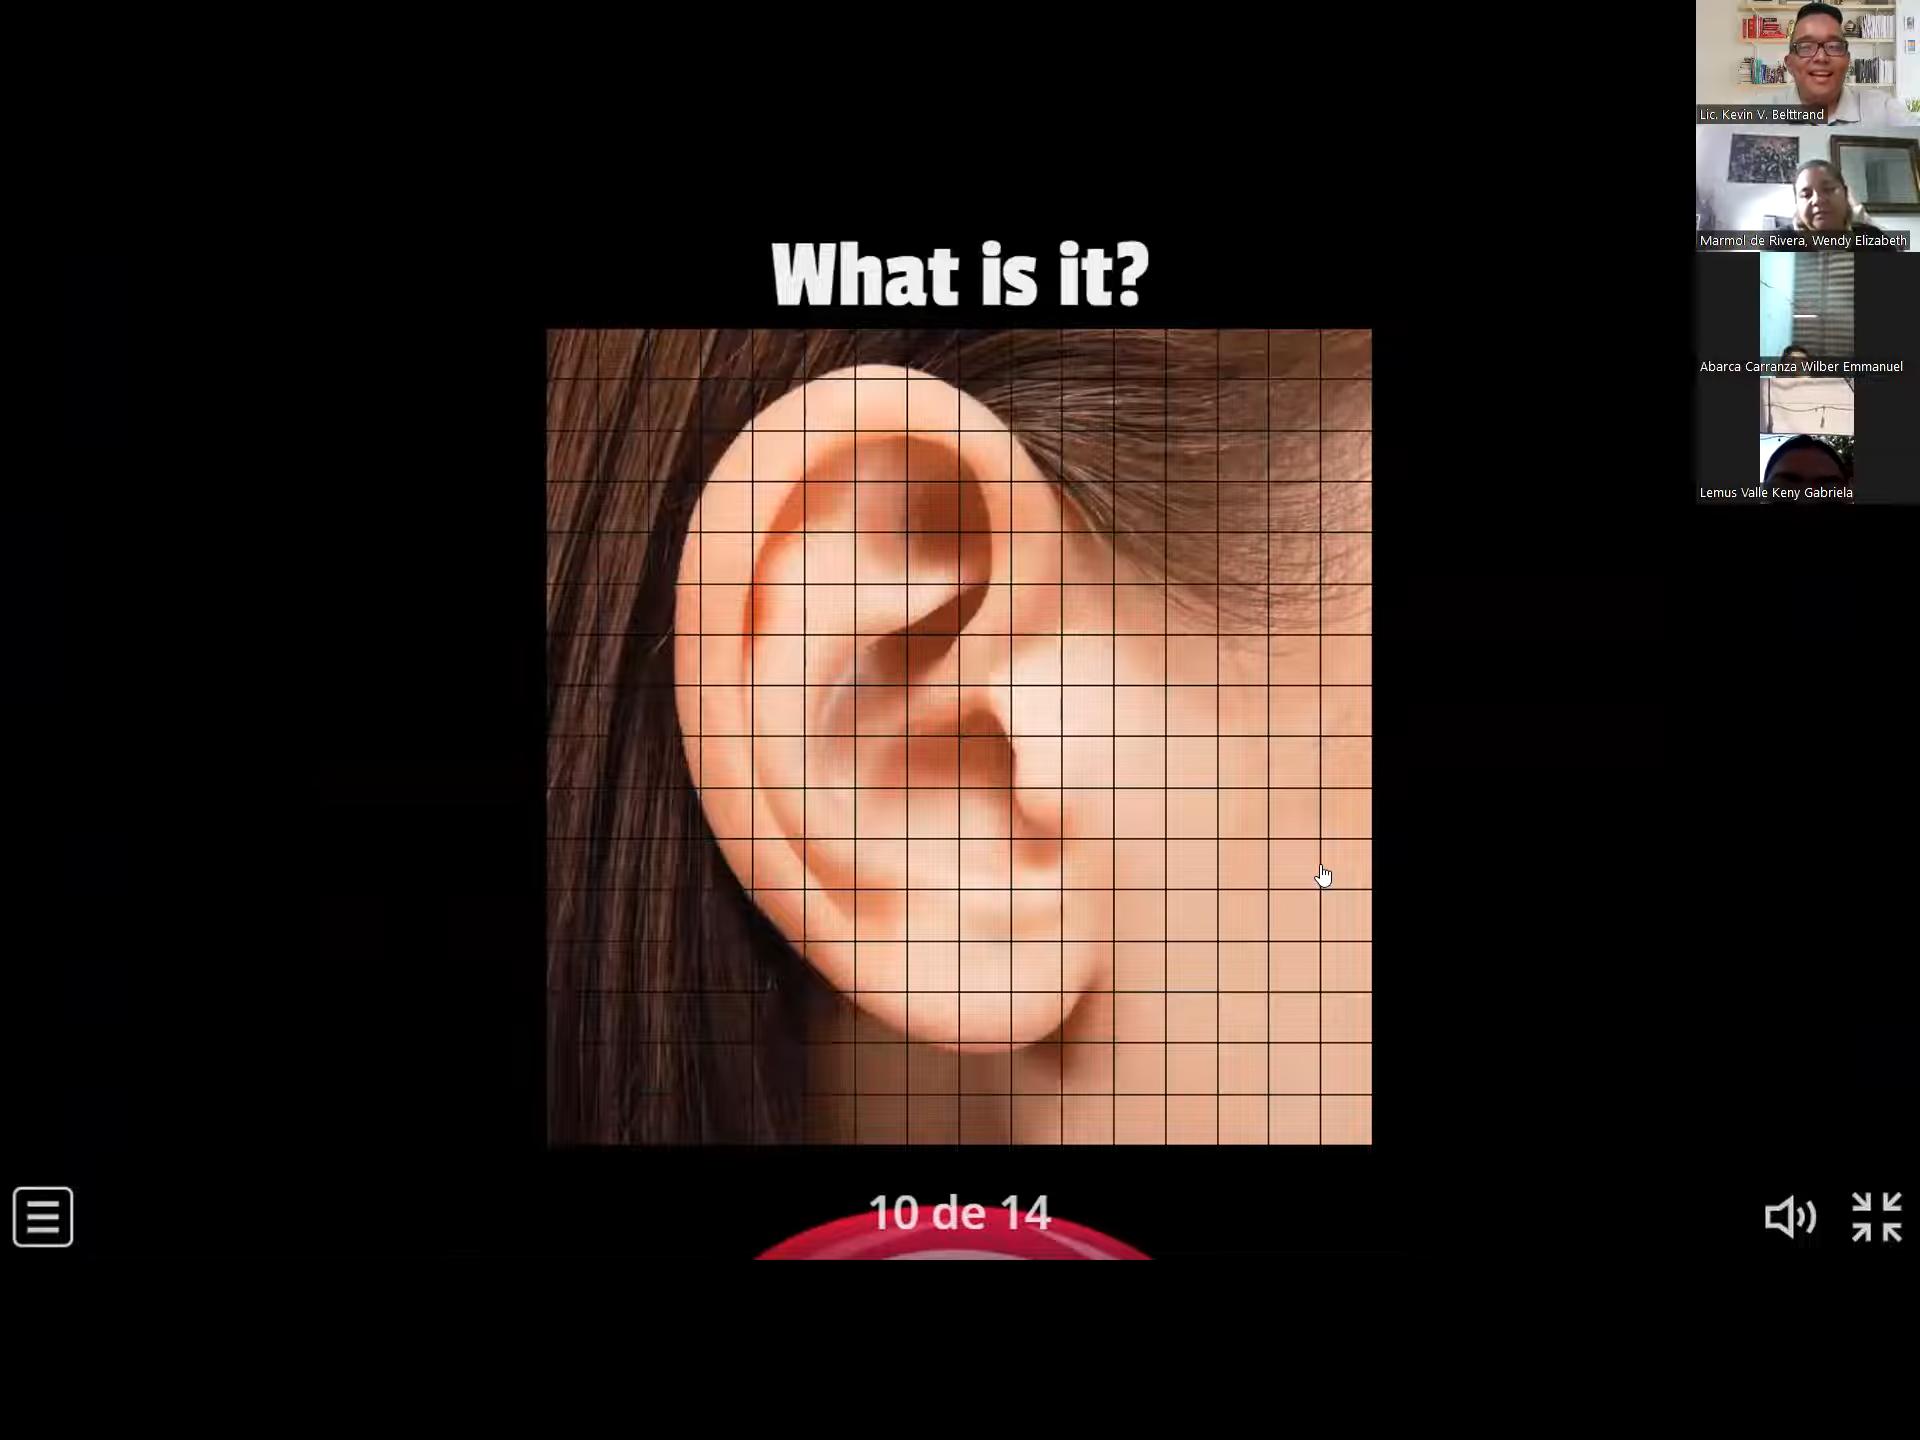 What is it?
10 de 14
Lic. Kevin V. Belttrand
Marmol de Rivera, Wendy Elizabeth
Abarca Carranza Wilber Emmanuel
Lemus Valle Keny Gabriela